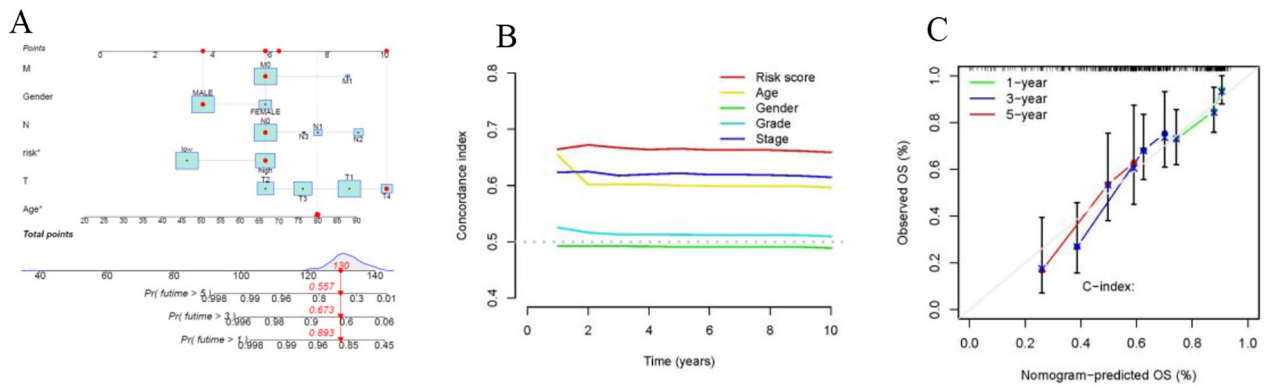 A
Points
0 2 4 6 8 10
M
M0
M1
Gender
MALE
FEMALE
N
N0
N3 N1 N2
risk*
low
high
T
T2
T3
T1
T4
Age*
20 25 30 35 40 45 50 55 60 65 70 75 80 85 90
Total points
130
40 60 80 100 120 140
0.557
Pr( futime > 5 )
0.998 0.99 0.96 0.8 0.3 0.01
0.673
Pr( futime > 3 )
0.996 0.98 0.9 0.6 0.06
0.893
Pr( futime > 1 )
0.998 0.99 0.96 0.85 0.45
B
Concordance index
0.8
0.7
0.6
0.5
0.4
Risk score
Age
Gender
Grade
Stage
0 2 4 6 8 10
Time (years)
C
Observed OS (%)
1.0
0.8
0.6
0.4
0.2
0.0
1-year
3-year
5-year
C-index:
0.0 0.2 0.4 0.6 0.8 1.0
Nomogram-predicted OS (%)